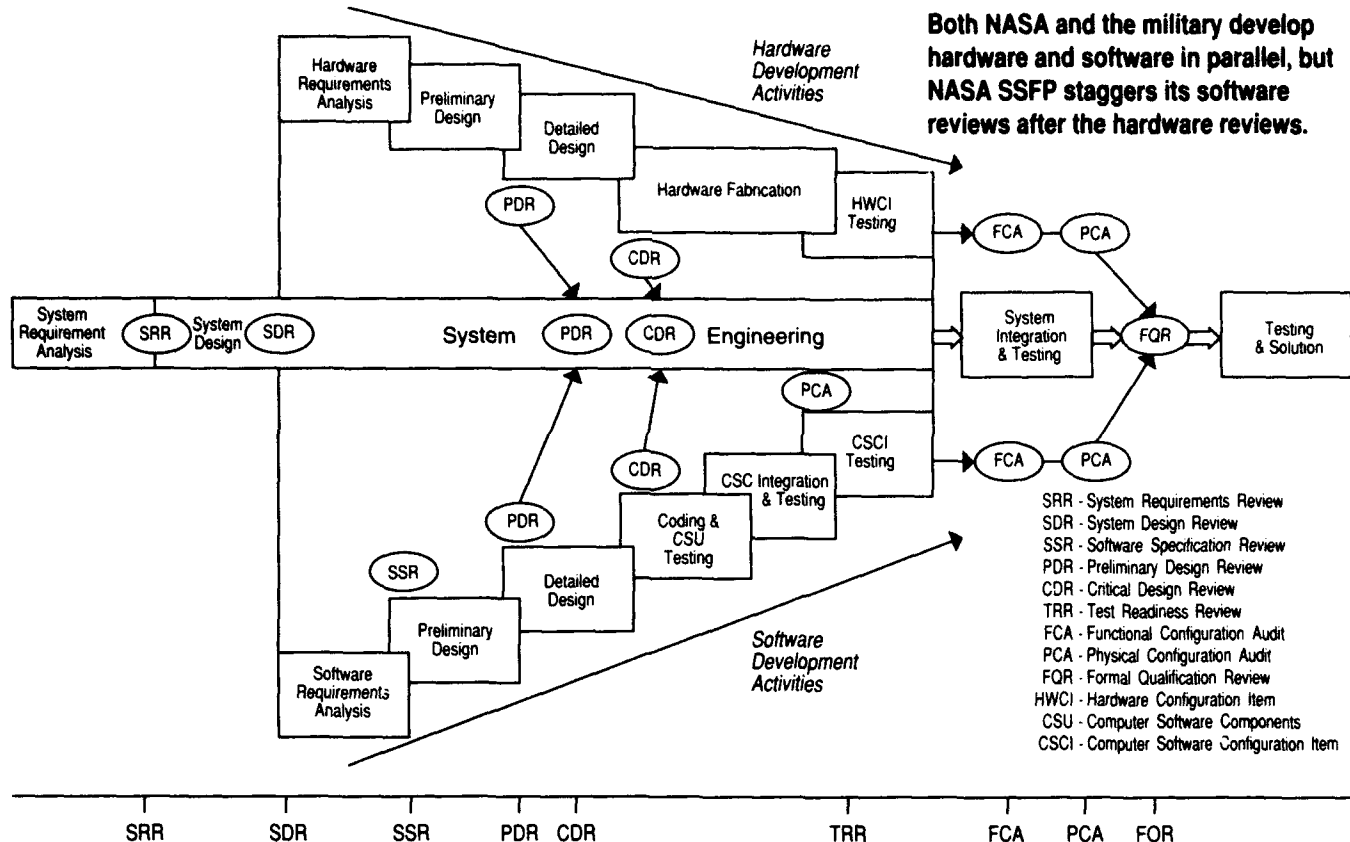 Both NASA and the military develop
hardware and software in parallel, but
NASA SSFP staggers its software
reviews after the hardware reviews.
Hardware
Development
Activities
Hardware
Requirements
Analysis
Preliminary
Design
Detailed
Design
Hardware Fabrication
HWCI
Testing
PDR
CDR
FCA
PCA
System
Requirement
Analysis
SRR
System
Design
SDR
System
PDR
CDR
Engineering
System
Integration
& Testing
FQR
Testing
& Solution
PCA
CSCI
Testing
CDR
CSC Integration
& Testing
FCA
PCA
PDR
Coding &
CSU
Testing
SSR
Detailed
Design
Preliminary
Design
Software
Requirements
Analysis
Software
Development
Activities
SRR - System Requirements Review
SDR - System Design Review
SSR - Software Specification Review
PDR - Preliminary Design Review
CDR - Critical Design Review
TRR - Test Readiness Review
FCA - Functional Configuration Audit
PCA - Physical Configuration Audit
FQR - Formal Qualification Review
HWCI - Hardware Configuration Item
CSU - Computer Software Components
CSCI - Computer Software Configuration Item
SRR SDR SSR PDR CDR TRR FCA PCA FQR